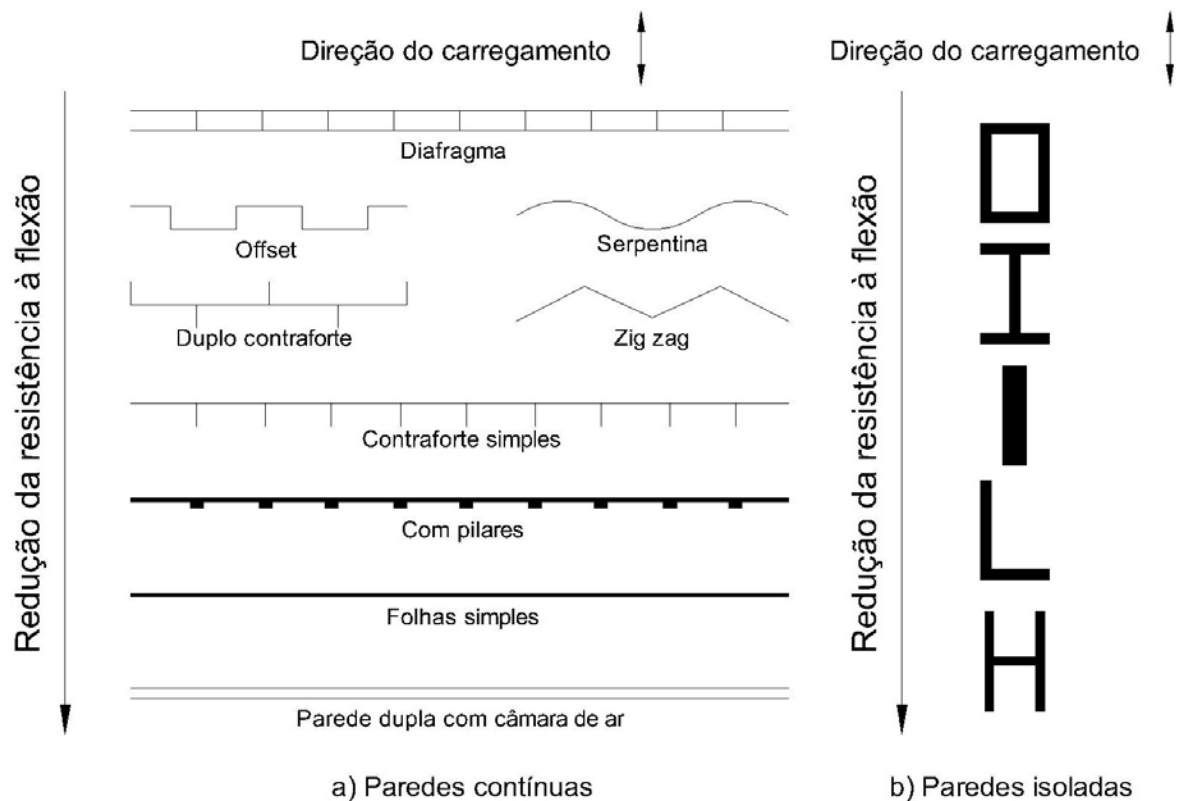 Direção do carregamento
Direção do carregamento
Redução da resistência à flexão
Diafragma
Offset
Serpentina
Duplo contraforte
Zig zag
Contraforte simples
Com pilares
Folhas simples
Parede dupla com câmara de ar
Redução da resistência à flexão
a) Paredes contínuas
b) Paredes isoladas